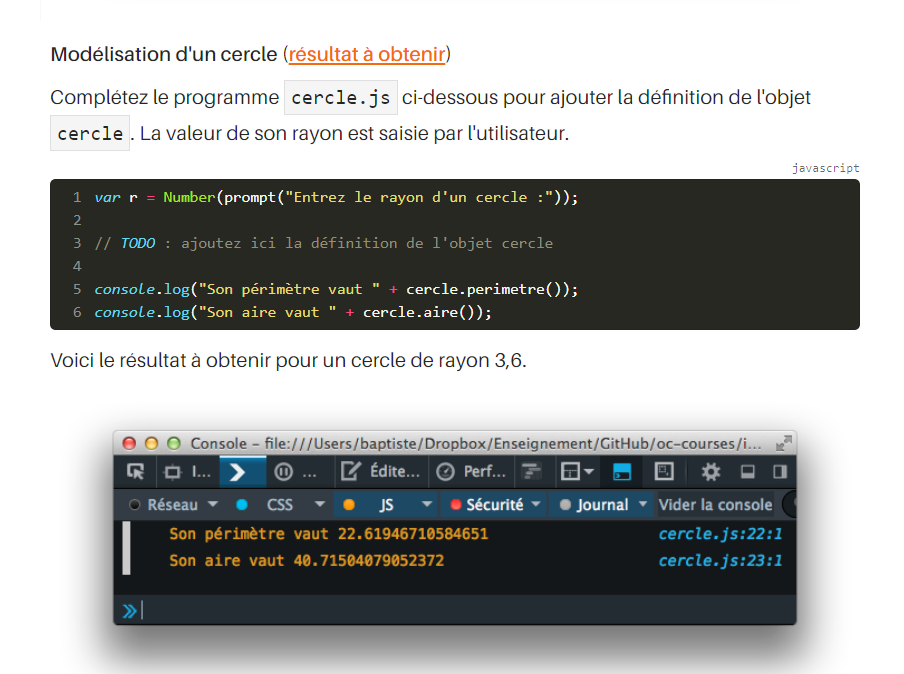 Modélisation d'un cercle (résultat à obtenir)
Complétez le programme cercle.js ci-dessous pour ajouter la définition de l'objet
cercle. La valeur de son rayon est saisie par l'utilisateur.
javascript
1 var r = Number(prompt("Entrez le rayon d'un cercle :"));
2
3 // TODO : ajoutez ici la définition de l'objet cercle
4
5 console.log("Son périmètre vaut " + cercle.perimetre());
6 console.log("Son aire vaut " + cercle.aire());
Voici le résultat à obtenir pour un cercle de rayon 3,6.
Console – file:///Users/baptiste/Dropbox/Enseignement/GitHub/oc-courses/i...
I... ... Édite... Perf...
Réseau CSS JS Sécurité Journal Vider la console
Son périmètre vaut 22.61946710584651 cercle.js:22:1
Son aire vaut 40.71504079052372 cercle.js:23:1